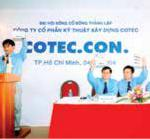 ĐẠI HỘI ĐỒNG CỔ ĐÔNG THÀNH LẬP
CÔNG TY CỔ PHẦN KỸ THUẬT XÂY DỰNG COTEC
COTEC.CON.
TP.Hồ Chí Minh,